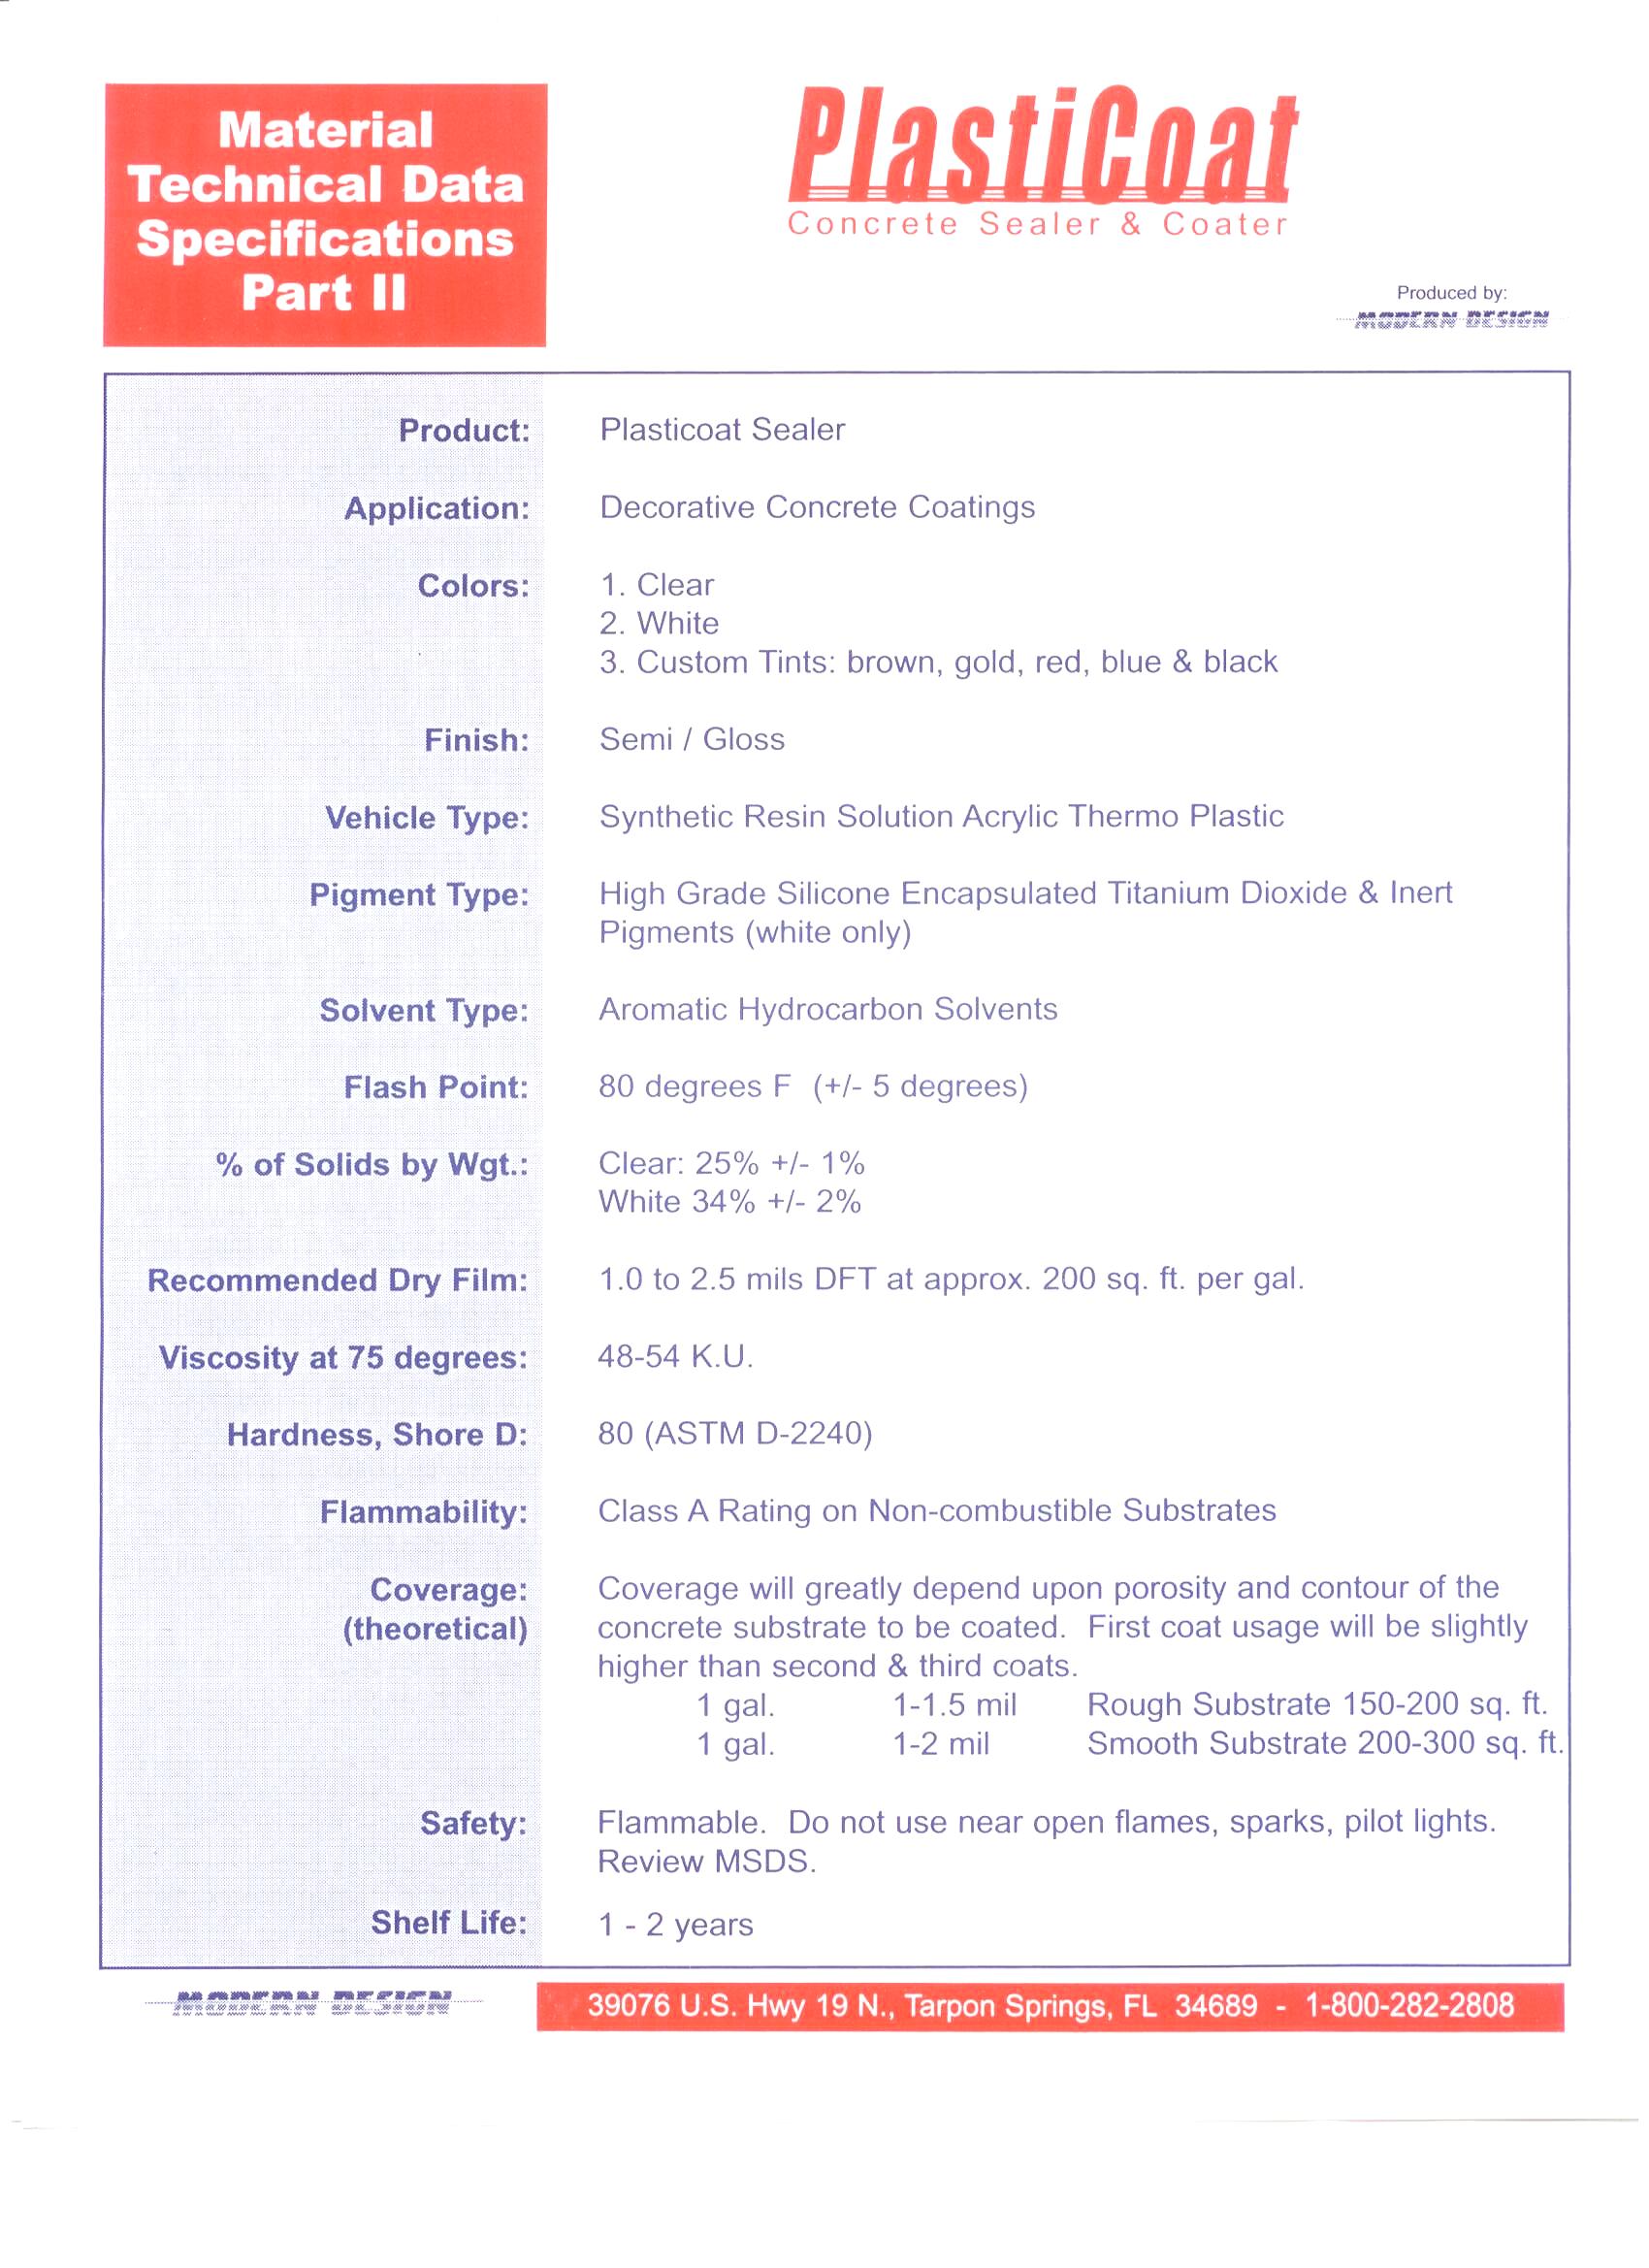 Material
Technical Data
Specifications
Part II
PlastiCoat
Concrete Sealer & Coater
Produced by:
MODERN DESIGN
Product: Plasticoat Sealer
Application: Decorative Concrete Coatings
Colors: 1. Clear
2. White
3. Custom Tints: brown, gold, red, blue & black
Finish: Semi / Gloss
Vehicle Type: Synthetic Resin Solution Acrylic Thermo Plastic
Pigment Type: High Grade Silicone Encapsulated Titanium Dioxide & Inert
Pigments (white only)
Solvent Type: Aromatic Hydrocarbon Solvents
Flash Point: 80 degrees F (+/- 5 degrees)
% of Solids by Wgt.: Clear: 25% +/- 1%
White 34% +/- 2%
Recommended Dry Film: 1.0 to 2.5 mils DFT at approx. 200 sq. ft. per gal.
Viscosity at 75 degrees: 48-54 K.U.
Hardness, Shore D: 80 (ASTM D-2240)
Flammability: Class A Rating on Non-combustible Substrates
Coverage: Coverage will greatly depend upon porosity and contour of the
(theoretical) concrete substrate to be coated. First coat usage will be slightly
higher than second & third coats.
1 gal. 1-1.5 mil Rough Substrate 150-200 sq. ft.
1 gal. 1-2 mil Smooth Substrate 200-300 sq. ft.
Safety: Flammable. Do not use near open flames, sparks, pilot lights.
Review MSDS.
Shelf Life: 1 - 2 years
MODERN DESIGN
39076 U.S. Hwy 19 N., Tarpon Springs, FL 34689 - 1-800-282-2808